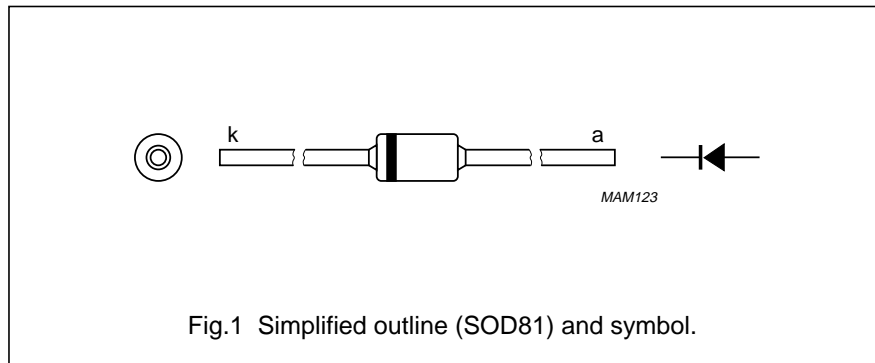 k
a
MAM123
Fig.1 Simplified outline (SOD81) and symbol.